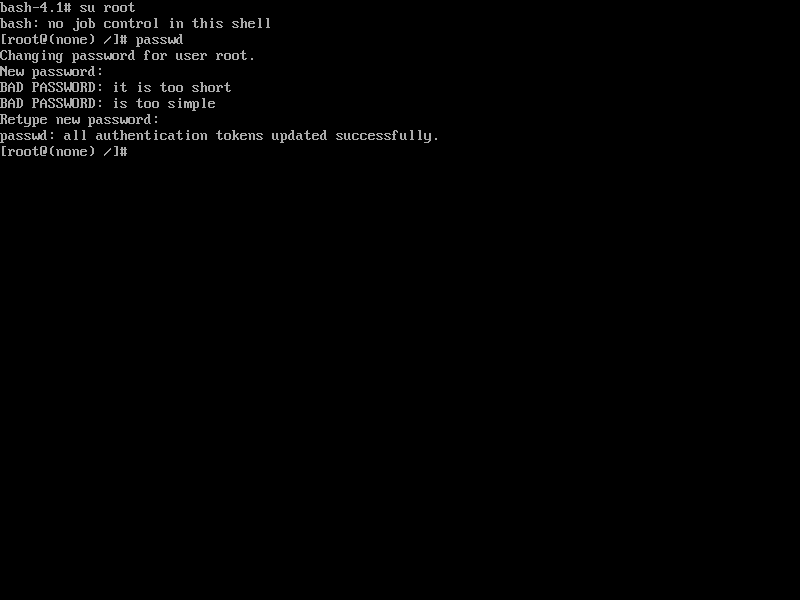 bash-4.1# su root
bash: no job control in this shell
[root@(none) /]# passwd
Changing password for user root.
New password:
BAD PASSWORD: it is too short
BAD PASSWORD: is too simple
Retype new password:
passwd: all authentication tokens updated successfully.
[root@(none) /]#